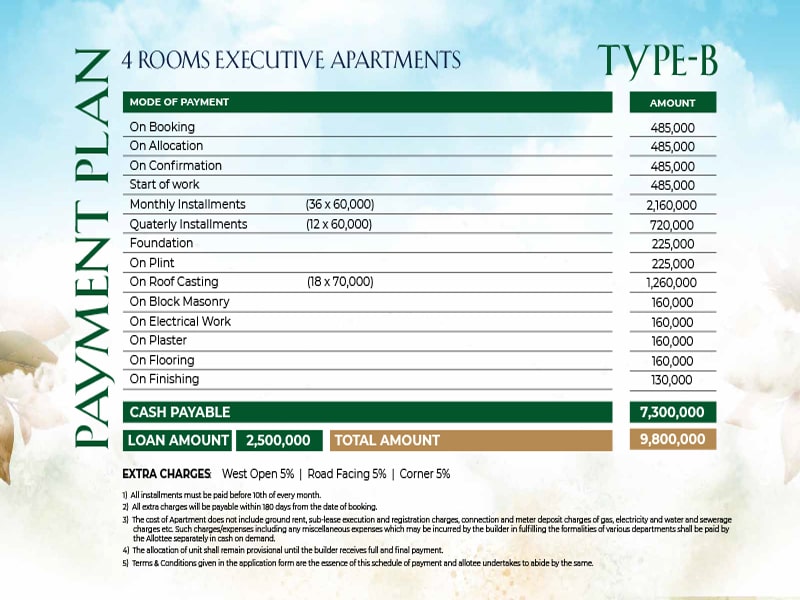 PAYMENT PLAN
4 ROOMS EXECUTIVE APARTMENTS TYPE-B
MODE OF PAYMENT AMOUNT
On Booking 485,000
On Allocation 485,000
On Confirmation 485,000
Start of work 485,000
Monthly Installments (36 x 60,000) 2,160,000
Quaterly Installments (12 x 60,000) 720,000
Foundation 225,000
On Plint 225,000
On Roof Casting (18 x 70,000) 1,260,000
On Block Masonry 160,000
On Electrical Work 160,000
On Plaster 160,000
On Flooring 160,000
On Finishing 130,000
CASH PAYABLE 7,300,000
LOAN AMOUNT 2,500,000 TOTAL AMOUNT 9,800,000
EXTRA CHARGES: West Open 5% | Road Facing 5% | Corner 5%
1) All installments must be paid before 10th of every month.
2) All extra charges will be payable within 180 days from the date of booking.
3) The cost of Apartment does not include ground rent, sub-lease execution and registration charges, connection and meter deposit charges of gas, electricity and water and sewerage
charges etc. Such charges/expenses including any miscellaneous expenses which may be incurred by the builder in fulfilling the formalities of various departments shall be paid by
the Allottee separately in cash on demand.
4) The allocation of unit shall remain provisional until the builder receives full and final payment.
5) Terms & Conditions given in the application form are the essence of this schedule of payment and allotee undertakes to abide by the same.